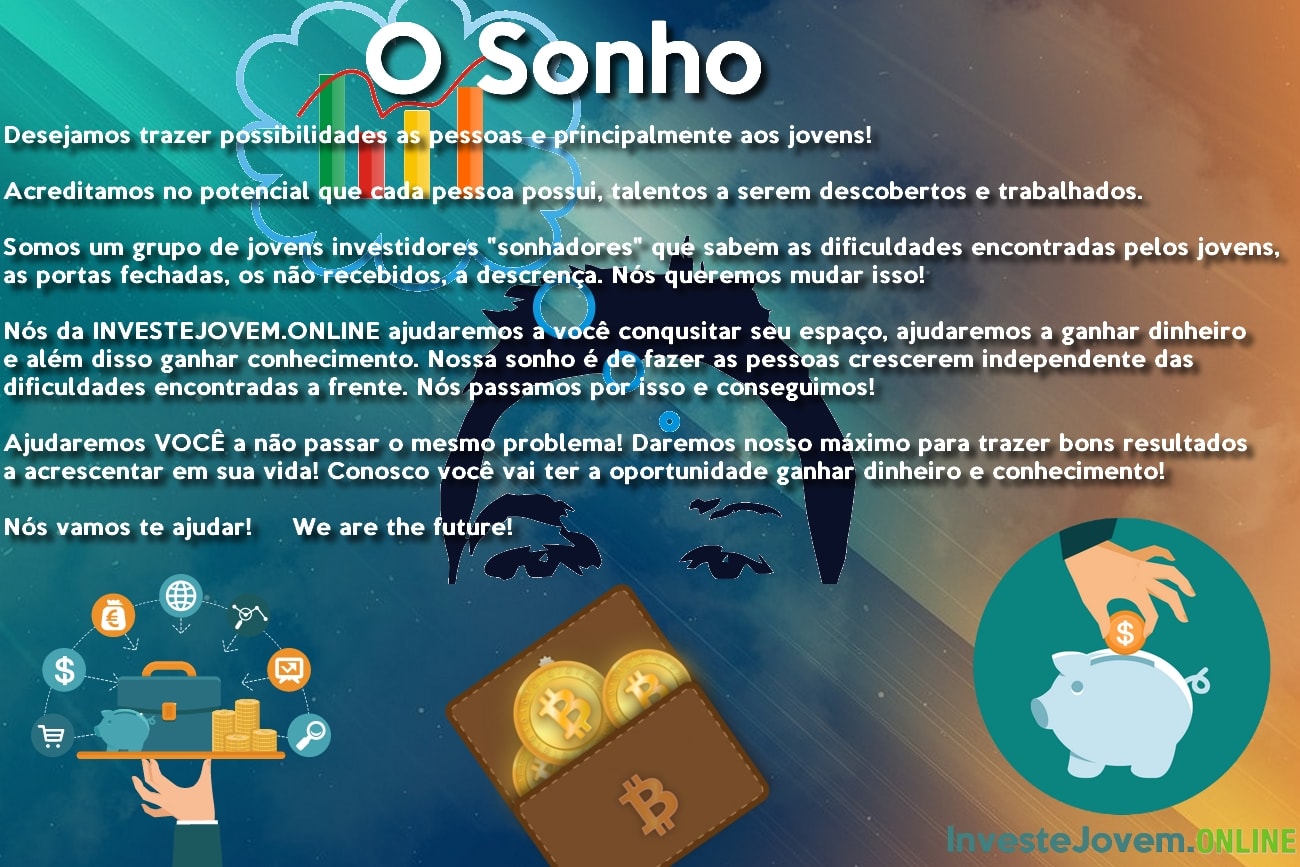 O Sonho
Desejamos trazer possibilidades as pessoas e principalmente aos jovens!
Acreditamos no potencial que cada pessoa possui, talentos a serem descobertos e trabalhados.
Somos um grupo de jovens investidores "sonhadores" que sabem as dificuldades encontradas pelos jovens,
as portas fechadas, os não recebidos, a descrença. Nós queremos mudar isso!
Nós da INVESTEJOVEM.ONLINE ajudaremos a você conqusitar seu espaço, ajudaremos a ganhar dinheiro
e além disso ganhar conhecimento. Nossa sonho é de fazer as pessoas crescerem independente das
dificuldades encontradas a frente. Nós passamos por isso e conseguimos!
Ajudaremos VOCÊ a não passar o mesmo problema! Daremos nosso máximo para trazer bons resultados
a acrescentar em sua vida! Conosco você vai ter a oportunidade ganhar dinheiro e conhecimento!
Nós vamos te ajudar! We are the future!
InvesteJovem.ONLINE